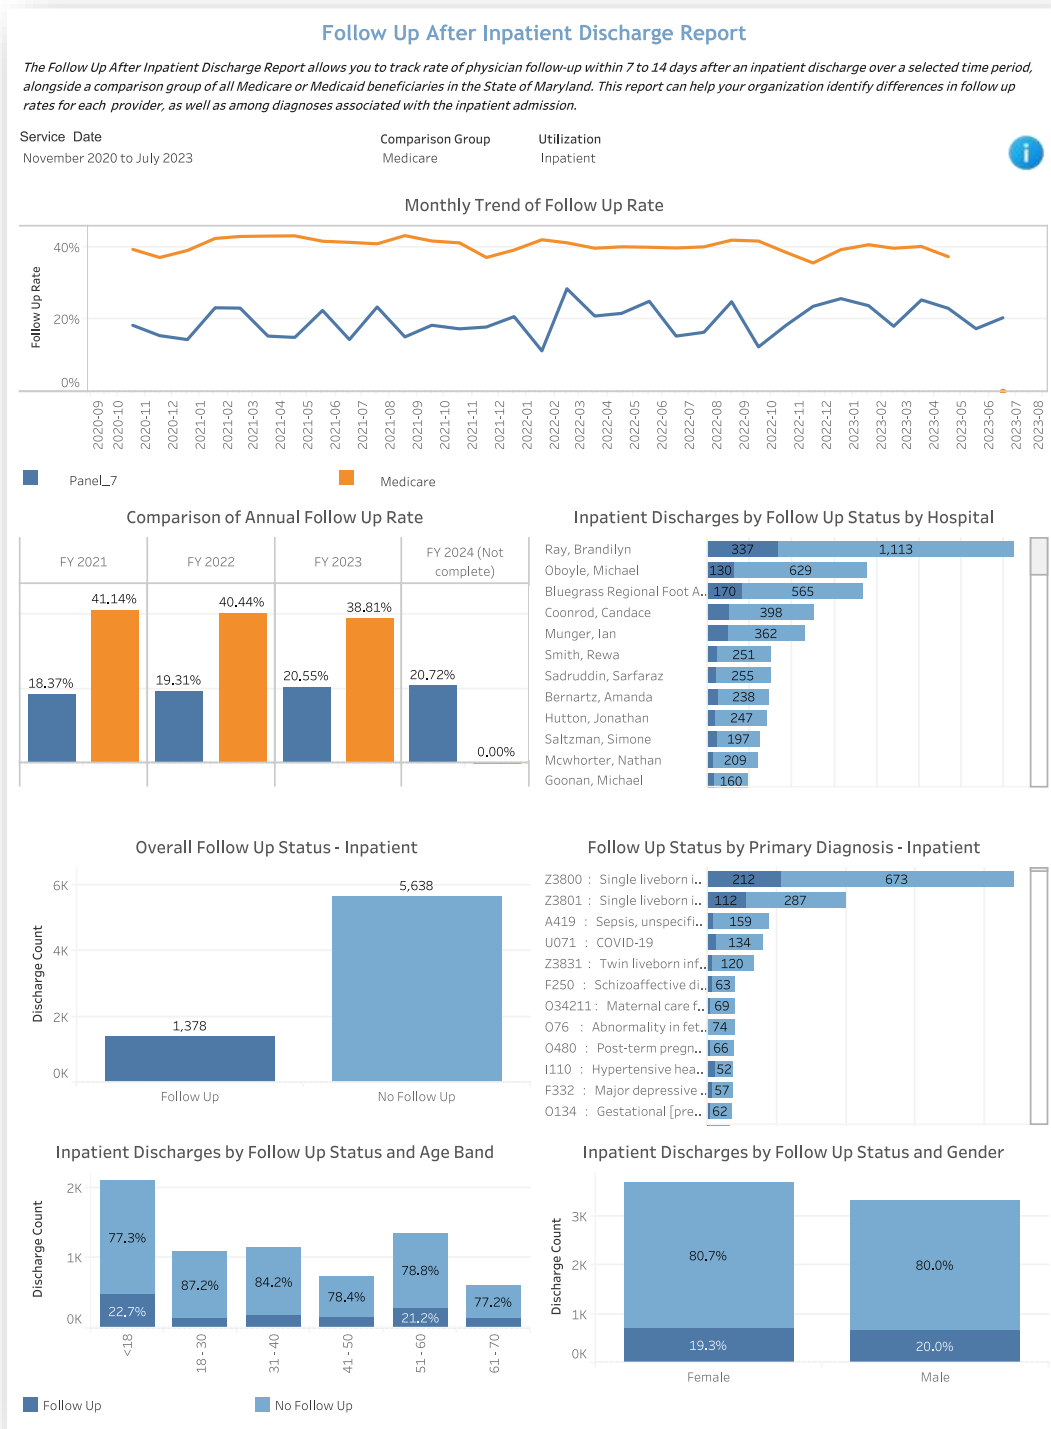 Follow Up After Inpatient Discharge Report
The Follow Up After Inpatient Discharge Report allows you to track rate of physician follow-up within 7 to 14 days after an inpatient discharge over a selected time period,
alongside a comparison group of all Medicare or Medicaid beneficiaries in the State of Maryland. This report can help your organization identify differences in follow up
rates for each provider, as well as among diagnoses associated with the inpatient admission.
Service Date
November 2020 to July 2023
Comparison Group
Medicare
Utilization
Inpatient
i
Monthly Trend of Follow Up Rate
Follow Up Rate
40%
20%
0%
2020-09
2020-10
2020-11
2020-12
2021-01
2021-02
2021-03
2021-04
2021-05
2021-06
2021-07
2021-08
2021-09
2021-10
2021-11
2021-12
2022-01
2022-02
2022-03
2022-04
2022-05
2022-06
2022-07
2022-08
2022-09
2022-10
2022-11
2022-12
2023-01
2023-02
2023-03
2023-04
2023-05
2023-06
2023-07
2023-08
Panel_7
Medicare
Comparison of Annual Follow Up Rate
FY 2021
FY 2022
FY 2023
FY 2024 (Not
complete)
18.37%
41.14%
19.31%
40.44%
20.55%
38.81%
20.72%
0.00%
Inpatient Discharges by Follow Up Status by Hospital
Ray, Brandilyn 337 1,113
Oboyle, Michael 130 629
Bluegrass Regional Foot A.. 170 565
Coonrod, Candace 398
Munger, Ian 362
Smith, Rewa 251
Sadruddin, Sarfaraz 255
Bernartz, Amanda 238
Hutton, Jonathan 247
Saltzman, Simone 197
Mcwhorter, Nathan 209
Goonan, Michael 160
Overall Follow Up Status - Inpatient
Discharge Count
6K
4K
2K
0K
1,378
5,638
Follow Up
No Follow Up
Follow Up Status by Primary Diagnosis - Inpatient
Z3800 : Single liveborn i.. 212 673
Z3801 : Single liveborn i.. 112 287
A419 : Sepsis, unspecifi.. 159
U071 : COVID-19 134
Z3831 : Twin liveborn inf.. 120
F250 : Schizoaffective di.. 63
O34211: Maternal care f.. 69
O76 : Abnormality in fet.. 74
O480 : Post-term pregn.. 66
I110 : Hypertensive hea.. 52
F332 : Major depressive .. 57
O134 : Gestational [pre.. 62
Inpatient Discharges by Follow Up Status and Age Band
Discharge Count
2K
1K
0K
77.3%
22.7%
87.2%
84.2%
78.4%
78.8%
21.2%
77.2%
<18
18 - 30
31 - 40
41 - 50
51 - 60
61 - 70
Follow Up
No Follow Up
Inpatient Discharges by Follow Up Status and Gender
Discharge Count
3K
2K
1K
0K
80.7%
19.3%
80.0%
20.0%
Female
Male